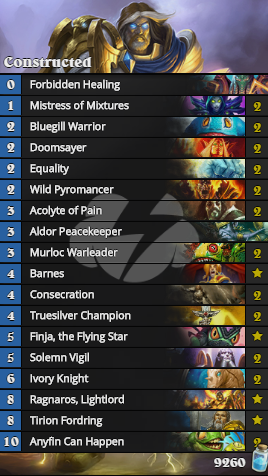 Constructed
0 Forbidden Healing
1 Mistress of Mixtures 2
2 Bluegill Warrior 2
2 Doomsayer 2
2 Equality 2
2 Wild Pyromancer 2
3 Acolyte of Pain 2
3 Aldor Peacekeeper 2
3 Murloc Warleader 2
4 Barnes ★
4 Consecration 2
4 Truesilver Champion 2
5 Finja, the Flying Star ★
5 Solemn Vigil 2
6 Ivory Knight 2
8 Ragnaros, Lightlord ★
8 Tirion Fordring ★
10 Anyfin Can Happen 2
9260